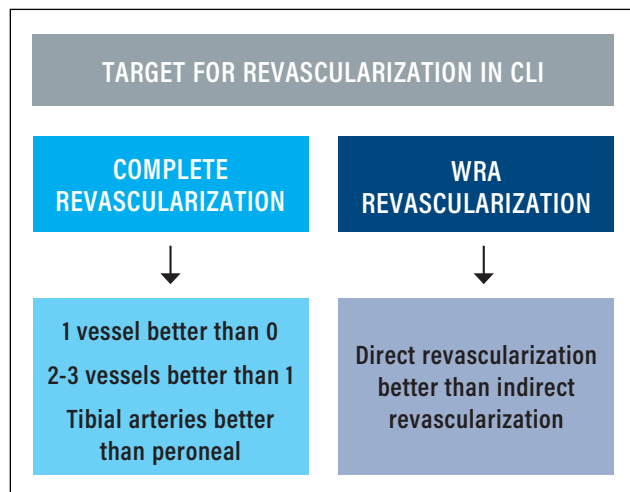 TARGET FOR REVASCULARIZATION IN CLI
COMPLETE
REVASCULARIZATION
1 vessel better than 0
2-3 vessels better than 1
Tibial arteries better
than peroneal
WRA
REVASCULARIZATION
Direct revascularization
better than indirect
revascularization